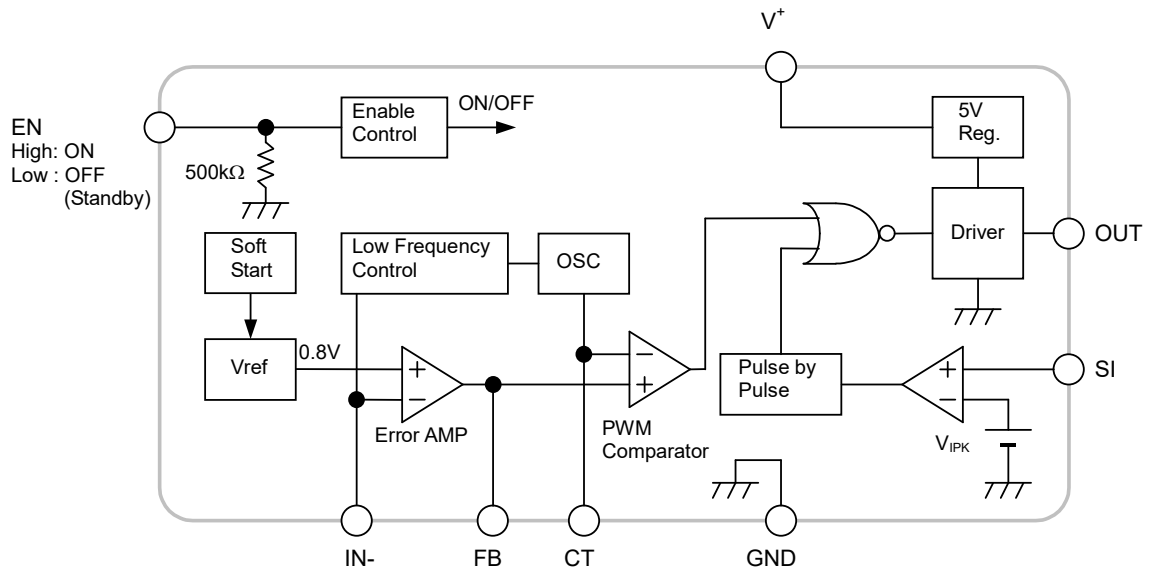 V+
EN
High: ON
Low : OFF
(Standby)
500kΩ
Enable
Control
ON/OFF
5V
Reg.
Soft
Start
Low Frequency
Control
OSC
Driver
OUT
Vref
0.8V
+
−
Error AMP
−
+
PWM
Comparator
Pulse by
Pulse
+
−
SI
VIPK
IN-
FB
CT
GND